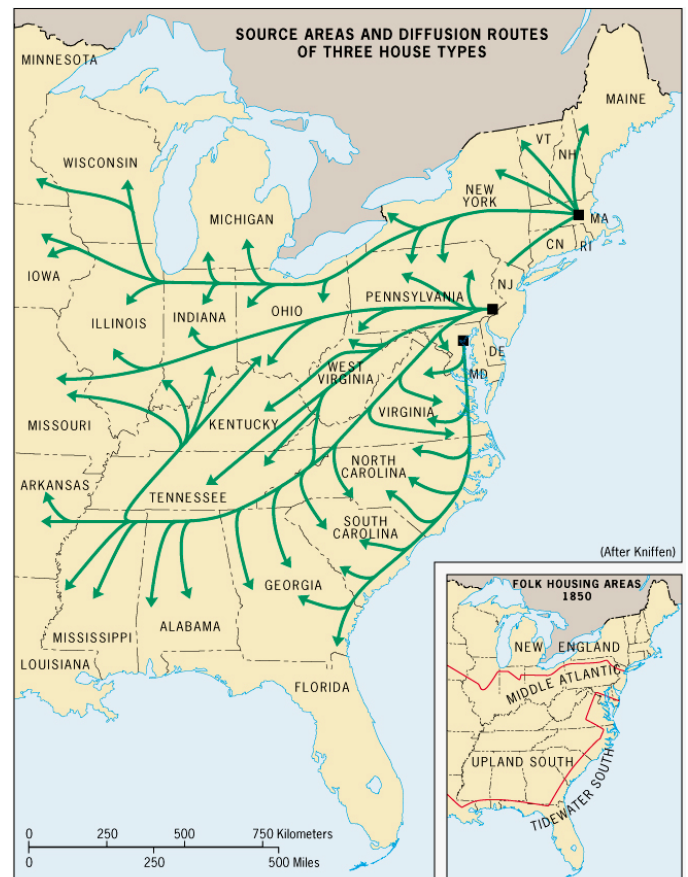 SOURCE AREAS AND DIFFUSION ROUTES
OF THREE HOUSE TYPES
MINNESOTA
MAINE
VT
NH
WISCONSIN
NEW
YORK
MICHIGAN
MA
CN
RI
IOWA
NJ
PENNSYLVANIA
OHIO
INDIANA
ILLINOIS
DE
WEST
VIRGINIA
MD
VIRGINIA
MISSOURI
KENTUCKY
NORTH
CAROLINA
ARKANSAS
TENNESSEE
SOUTH
CAROLINA
(After Kniffen)
GEORGIA
ALABAMA
MISSISSIPPI
LOUISIANA
FLORIDA
0 250 500 750 Kilometers
0 250 500 Miles
FOLK HOUSING AREAS
1850
NEW ENGLAND
MIDDLE ATLANTIC
UPLAND SOUTH
TIDEWATER SOUTH